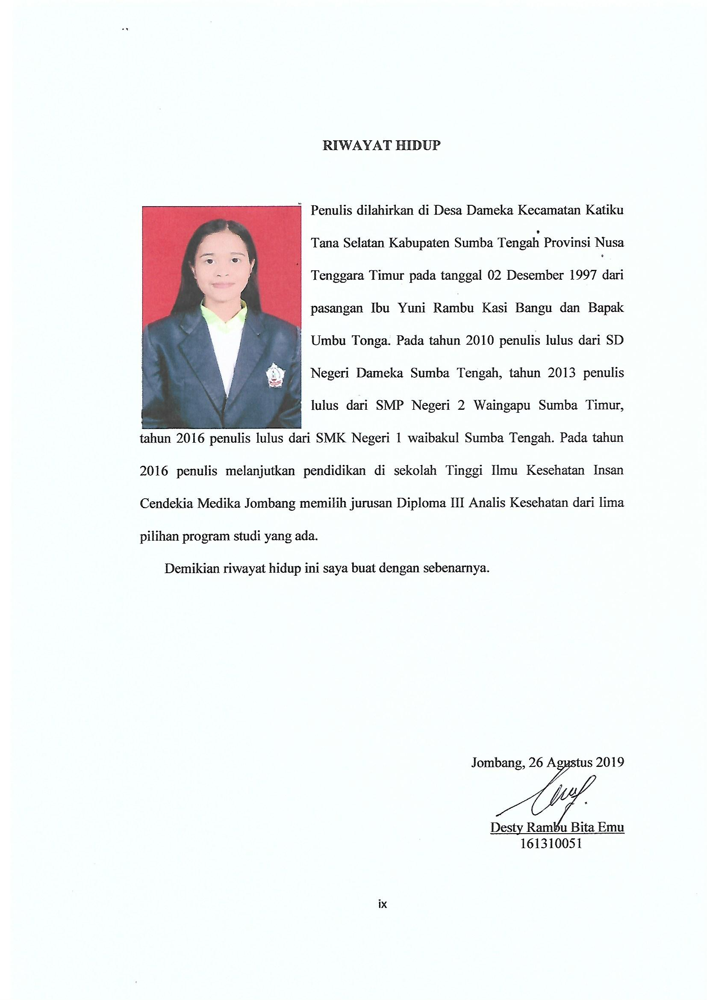 RIWAYAT HIDUP
Penulis dilahirkan di Desa Dameka Kecamatan Katiku
Tana Selatan Kabupaten Sumba Tengah Provinsi Nusa
Tenggara Timur pada tanggal 02 Desember 1997 dari
pasangan Ibu Yuni Rambu Kasi Bangu dan Bapak
Umbu Tonga. Pada tahun 2010 penulis lulus dari SD
Negeri Dameka Sumba Tengah, tahun 2013 penulis
lulus dari SMP Negeri 2 Waingapu Sumba Timur,
tahun 2016 penulis lulus dari SMK Negeri 1 waibakul Sumba Tengah. Pada tahun
2016 penulis melanjutkan pendidikan di sekolah Tinggi Ilmu Kesehatan Insan
Cendekia Medika Jombang memilih jurusan Diploma III Analis Kesehatan dari lima
pilihan program studi yang ada.
Demikian riwayat hidup ini saya buat dengan sebenarnya.
Jombang, 26 Agustus 2019
Desty Rambu Bita Emu
161310051
ix